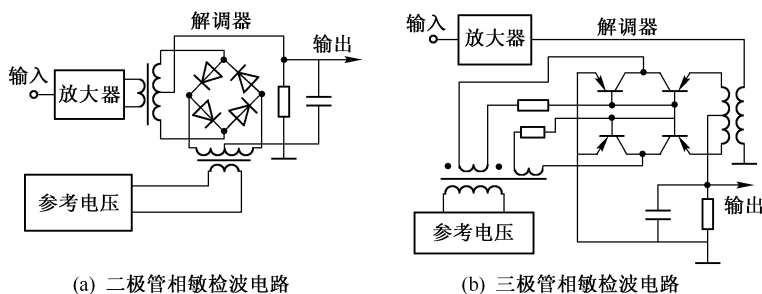 解调器
输出
输入
放大器
参考电压
(a) 二极管相敏检波电路
输入
放大器
解调器
输出
参考电压
(b) 三极管相敏检波电路